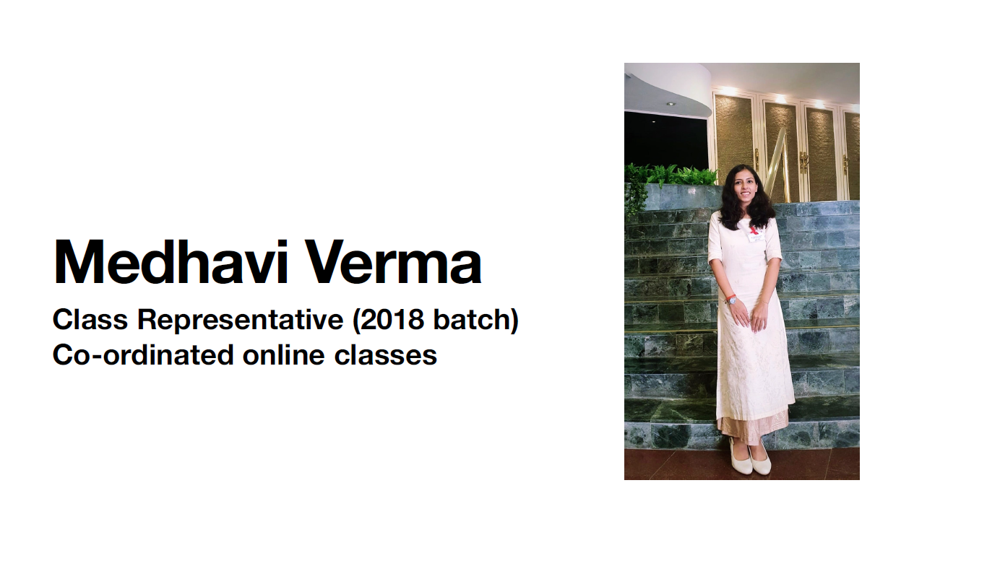 Medhavi Verma
Class Representative (2018 batch)
Co-ordinated online classes